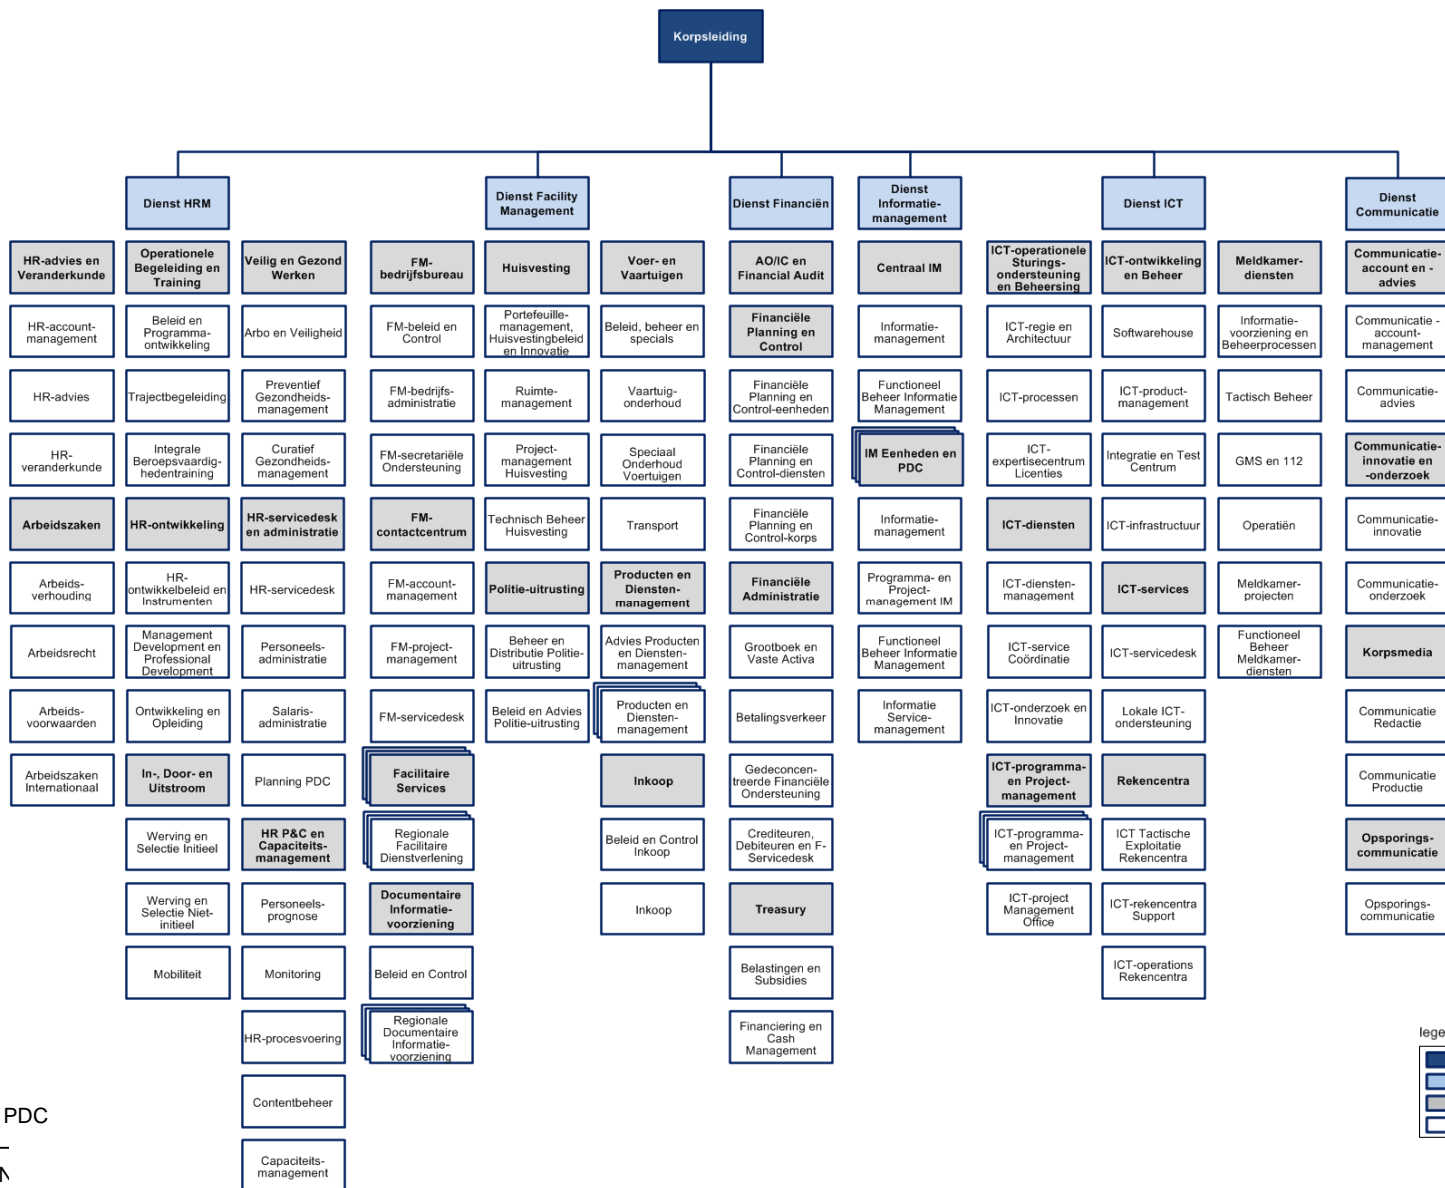 Korpsleiding
Dienst HRM
Dienst Facility
Management
Dienst Financiën
Dienst
Informatie-
management
Dienst ICT
Dienst
Communicatie
HR-advies en
Veranderkunde
HR-account-
management
HR-advies
HR-
veranderkunde
Arbeidszaken
Arbeids-
verhouding
Arbeidsrecht
Arbeids-
voorwaarden
Arbeidszaken
Internationaal
Operationele
Begeleiding en
Training
Beleid en
Programma-
ontwikkeling
Trajectbegeleiding
Integrale
Beroepsvaardig-
hedentraining
HR-ontwikkeling
HR-
ontwikkelbeleid en
Instrumenten
Management
Development en
Professional
Development
Ontwikkeling en
Opleiding
In-, Door- en
Uitstroom
Werving en
Selectie Initieel
Werving en
Selectie Niet-
initieel
Mobiliteit
Veilig en Gezond
Werken
Arbo en Veiligheid
Preventief
Gezondheids-
management
Curatief
Gezondheids-
management
HR-servicedesk
en administratie
HR-servicedesk
Personeels-
administratie
Salaris-
administratie
Planning PDC
HR P&C en
Capaciteits-
management
Personeels-
prognose
Monitoring
HR-procesvoering
Contentbeheer
Capaciteits-
management
FM-
bedrijfsbureau
FM-beleid en
Control
FM-bedrijfs-
administratie
FM-secretariële
Ondersteuning
FM-
contactcentrum
FM-account-
management
FM-project-
management
FM-servicedesk
Facilitaire
Services
Regionale
Facilitaire
Dienstverlening
Documentaire
Informatie-
voorziening
Beleid en Control
Regionale
Documentaire
Informatie-
voorziening
Huisvesting
Portefeuille-
management,
Huisvestingbeleid
en Innovatie
Ruimte-
management
Project-
management
Huisvesting
Technisch Beheer
Huisvesting
Politie-uitrusting
Beheer en
Distributie Politie-
uitrusting
Beleid en Advies
Politie-uitrusting
Voer- en
Vaartuigen
Beleid, beheer en
specials
Vaartuig-
onderhoud
Speciaal
Onderhoud
Voertuigen
Transport
Producten en
Diensten-
management
Advies Producten
en Diensten-
management
Producten en
Diensten-
management
Inkoop
Beleid en Control
Inkoop
Inkoop
AO/IC en
Financial Audit
Financiële
Planning en
Control
Financiële
Planning en
Control-eenheden
Financiële
Planning en
Control-diensten
Financiële
Planning en
Control-korps
Financiële
Administratie
Grootboek en
Vaste Activa
Betalingsverkeer
Gedeconcen-
treerde Financiële
Ondersteuning
Crediteuren,
Debiteuren en F-
Servicedesk
Treasury
Belastingen en
Subsidies
Financiering en
Cash
Management
Centraal IM
Informatie-
management
Functioneel
Beheer Informatie
Management
IM Eenheden en
PDC
Informatie-
management
Programma- en
Project-
management IM
Functioneel
Beheer Informatie
Management
Informatie
Service-
management
ICT-operationele
Sturings-
ondersteuning
en Beheersing
ICT-regie en
Architectuur
ICT-processen
ICT-
expertisecentrum
Licenties
ICT-diensten
ICT-diensten-
management
ICT-service
Coördinatie
ICT-onderzoek en
Innovatie
ICT-programma-
en Project-
management
ICT-programma-
en Project-
management
ICT-project
Management
Office
ICT-ontwikkeling
en Beheer
Softwarehouse
ICT-product-
management
Integratie en Test
Centrum
ICT-infrastructuur
ICT-services
ICT-servicedesk
Lokale ICT-
ondersteuning
Rekencentra
ICT Tactische
Exploitatie
Rekencentra
ICT-rekencentra
Support
ICT-operations
Rekencentra
Meldkamer-
diensten
Informatie-
voorziening en
Beheerprocessen
Tactisch Beheer
GMS en 112
Operatiën
Meldkamer-
projecten
Functioneel
Beheer
Meldkamer-
diensten
Communicatie-
account en -
advies
Communicatie -
account-
management
Communicatie-
advies
Communicatie-
innovatie en
-onderzoek
Communicatie-
innovatie
Communicatie-
onderzoek
Korpsmedia
Communicatie
Redactie
Communicatie
Productie
Opsporings-
communicatie
Opsporings-
communicatie
lege
PDC
N